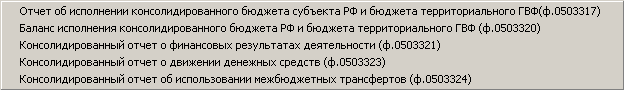 Отчет об исполнении консолидированного бюджета субъекта РФ и бюджета территориального ГВФ(ф.0503317)
Баланс исполнения консолидированного бюджета РФ и бюджета территориального ГВФ (ф.0503320)
Консолидированный отчет о финансовых результатах деятельности (ф.0503321)
Консолидированный отчет о движении денежных средств (ф.0503323)
Консолидированный отчет об использовании межбюджетных трансфертов (ф.0503324)